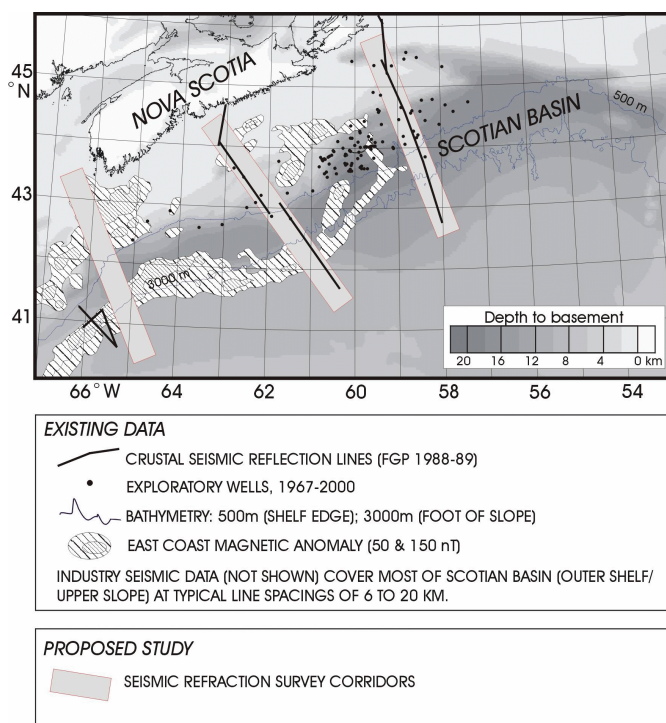 45
°N
43
41
NOVA SCOTIA
SCOTIAN BASIN
500 m
3000 m
Depth to basement
20 16 12 8 4 0 km
66°W 64 62 60 58 56 54
EXISTING DATA
CRUSTAL SEISMIC REFLECTION LINES (FGP 1988-89)
EXPLORATORY WELLS, 1967-2000
BATHYMETRY: 500m (SHELF EDGE); 3000m (FOOT OF SLOPE)
EAST COAST MAGNETIC ANOMALY (50 & 150 nT)
INDUSTRY SEISMIC DATA (NOT SHOWN) COVER MOST OF SCOTIAN BASIN (OUTER SHELF/
UPPER SLOPE) AT TYPICAL LINE SPACINGS OF 6 TO 20 KM.
PROPOSED STUDY
SEISMIC REFRACTION SURVEY CORRIDORS